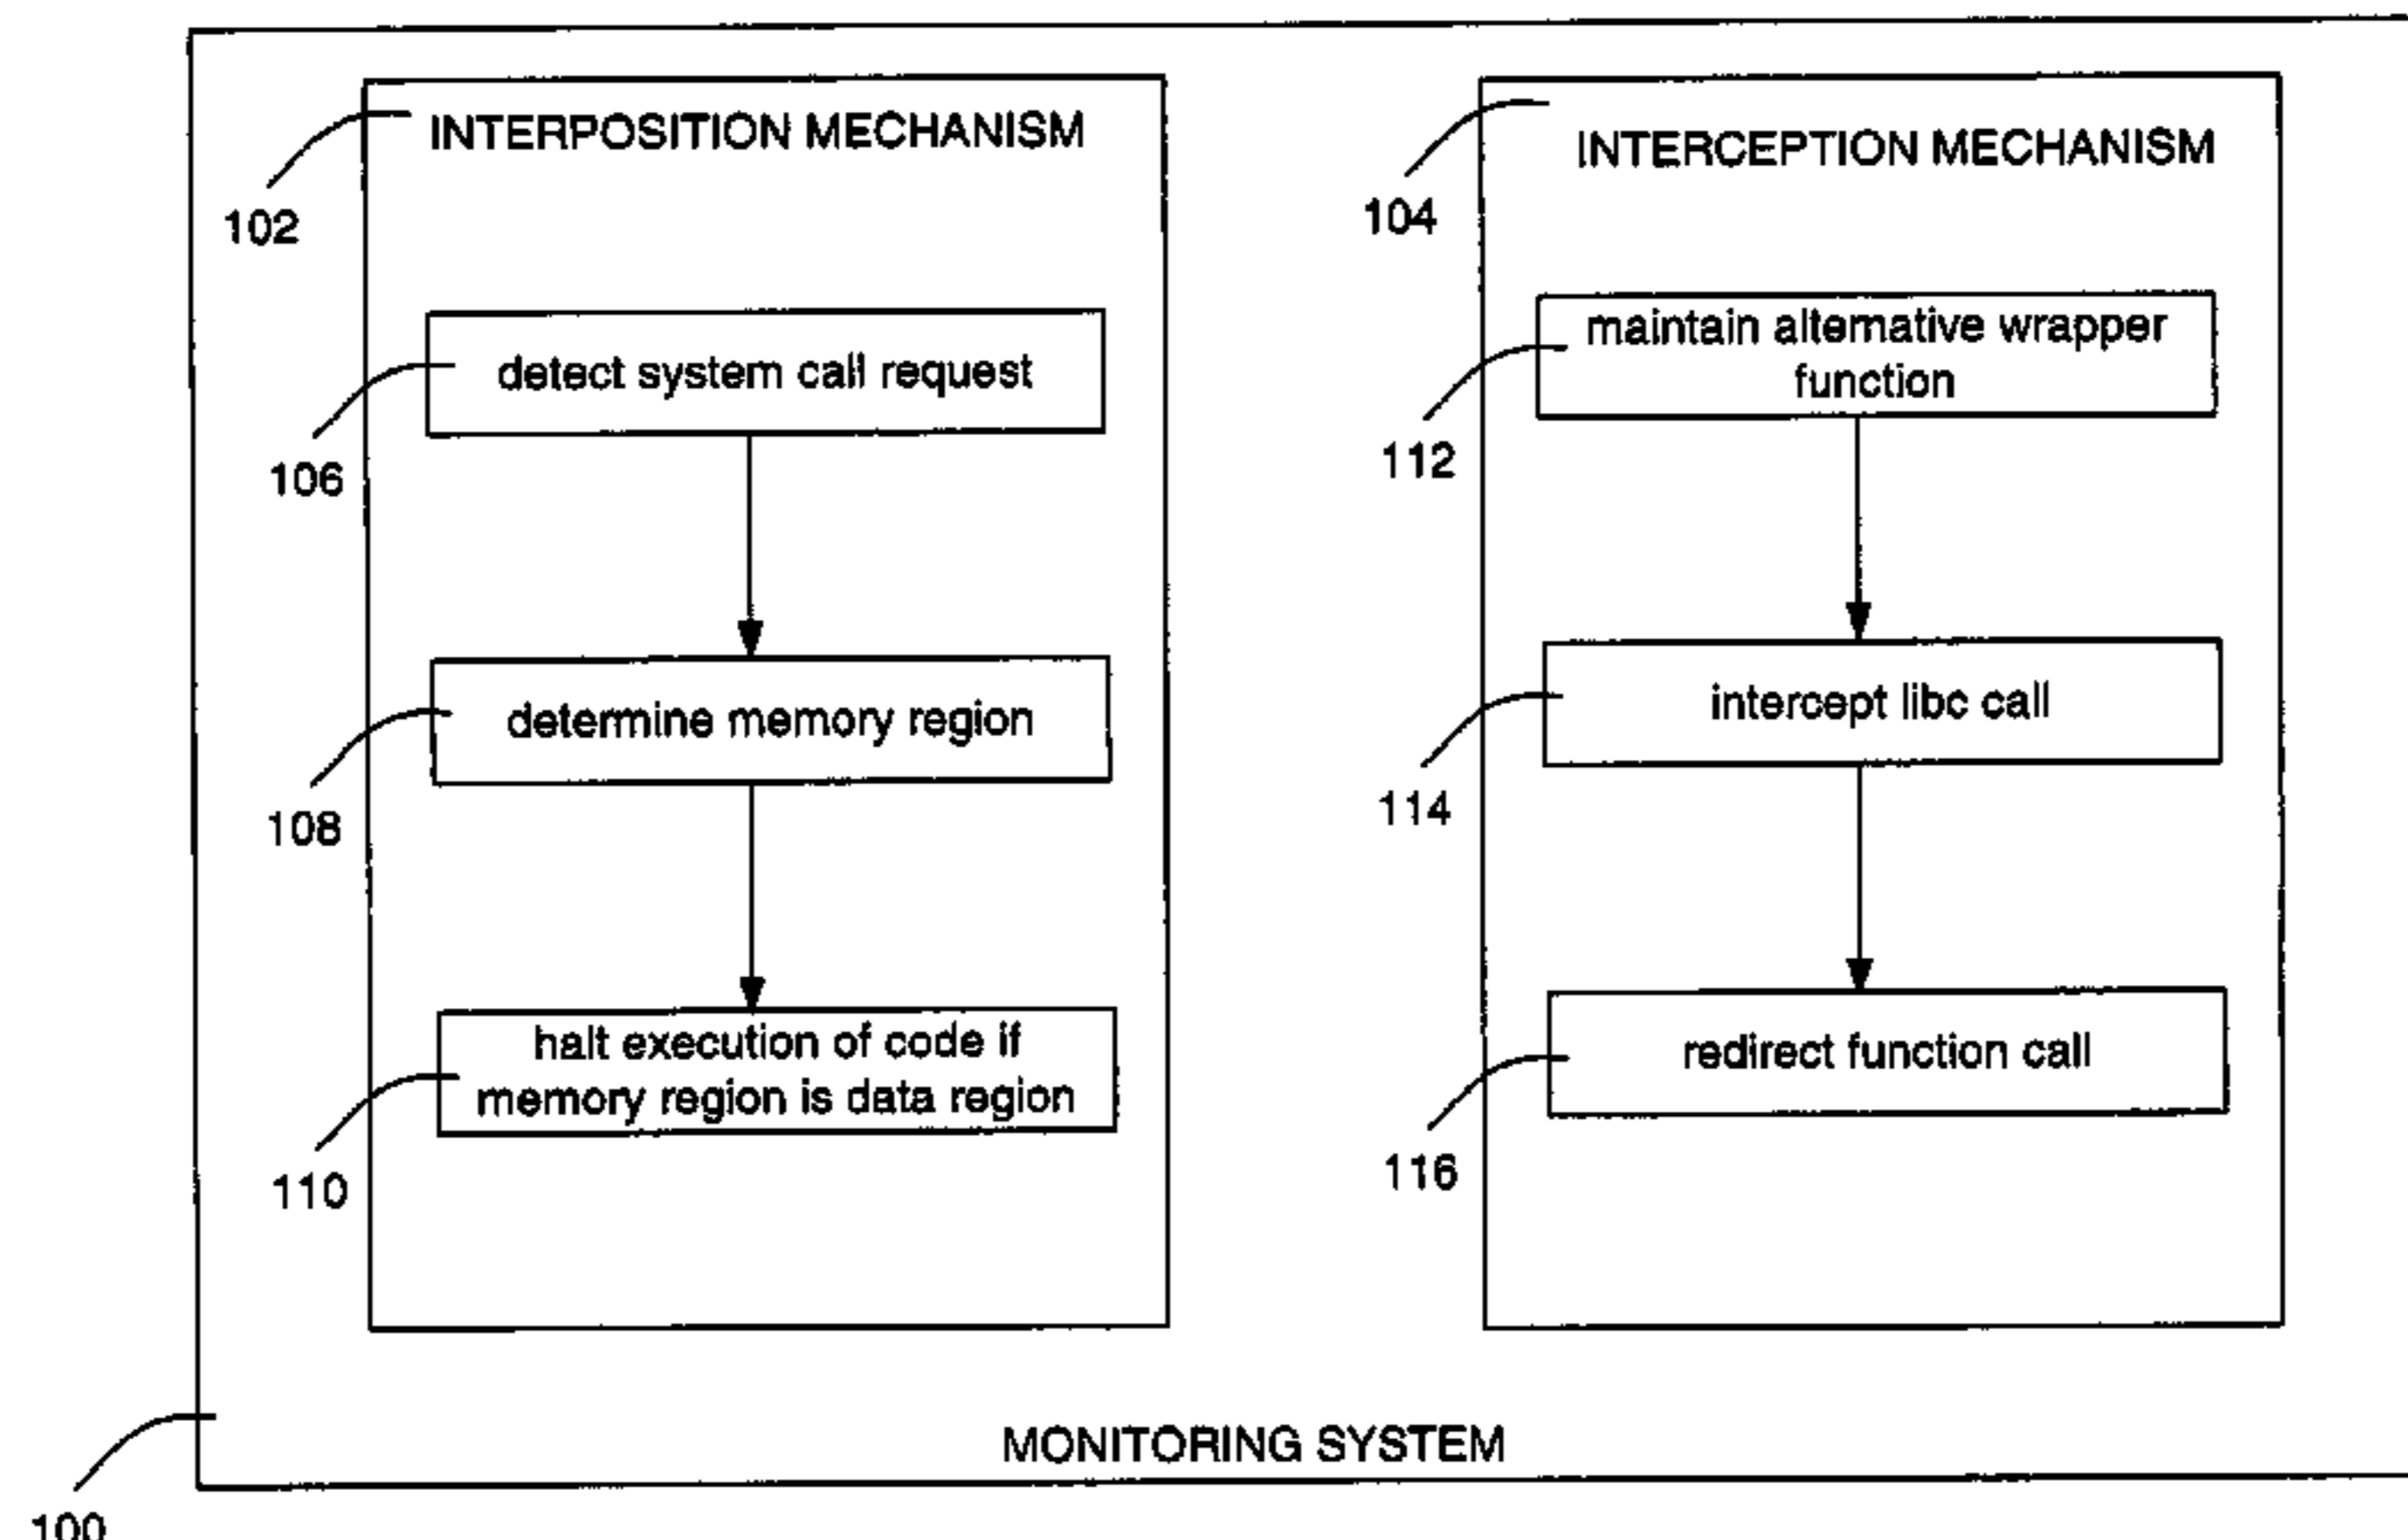 INTERPOSITION MECHANISM
102
detect system call request
106
determine memory region
108
halt execution of code if
memory region is data region
110
INTERCEPTION MECHANISM
104
maintain alternative wrapper
function
112
intercept libc call
114
redirect function call
116
MONITORING SYSTEM
100